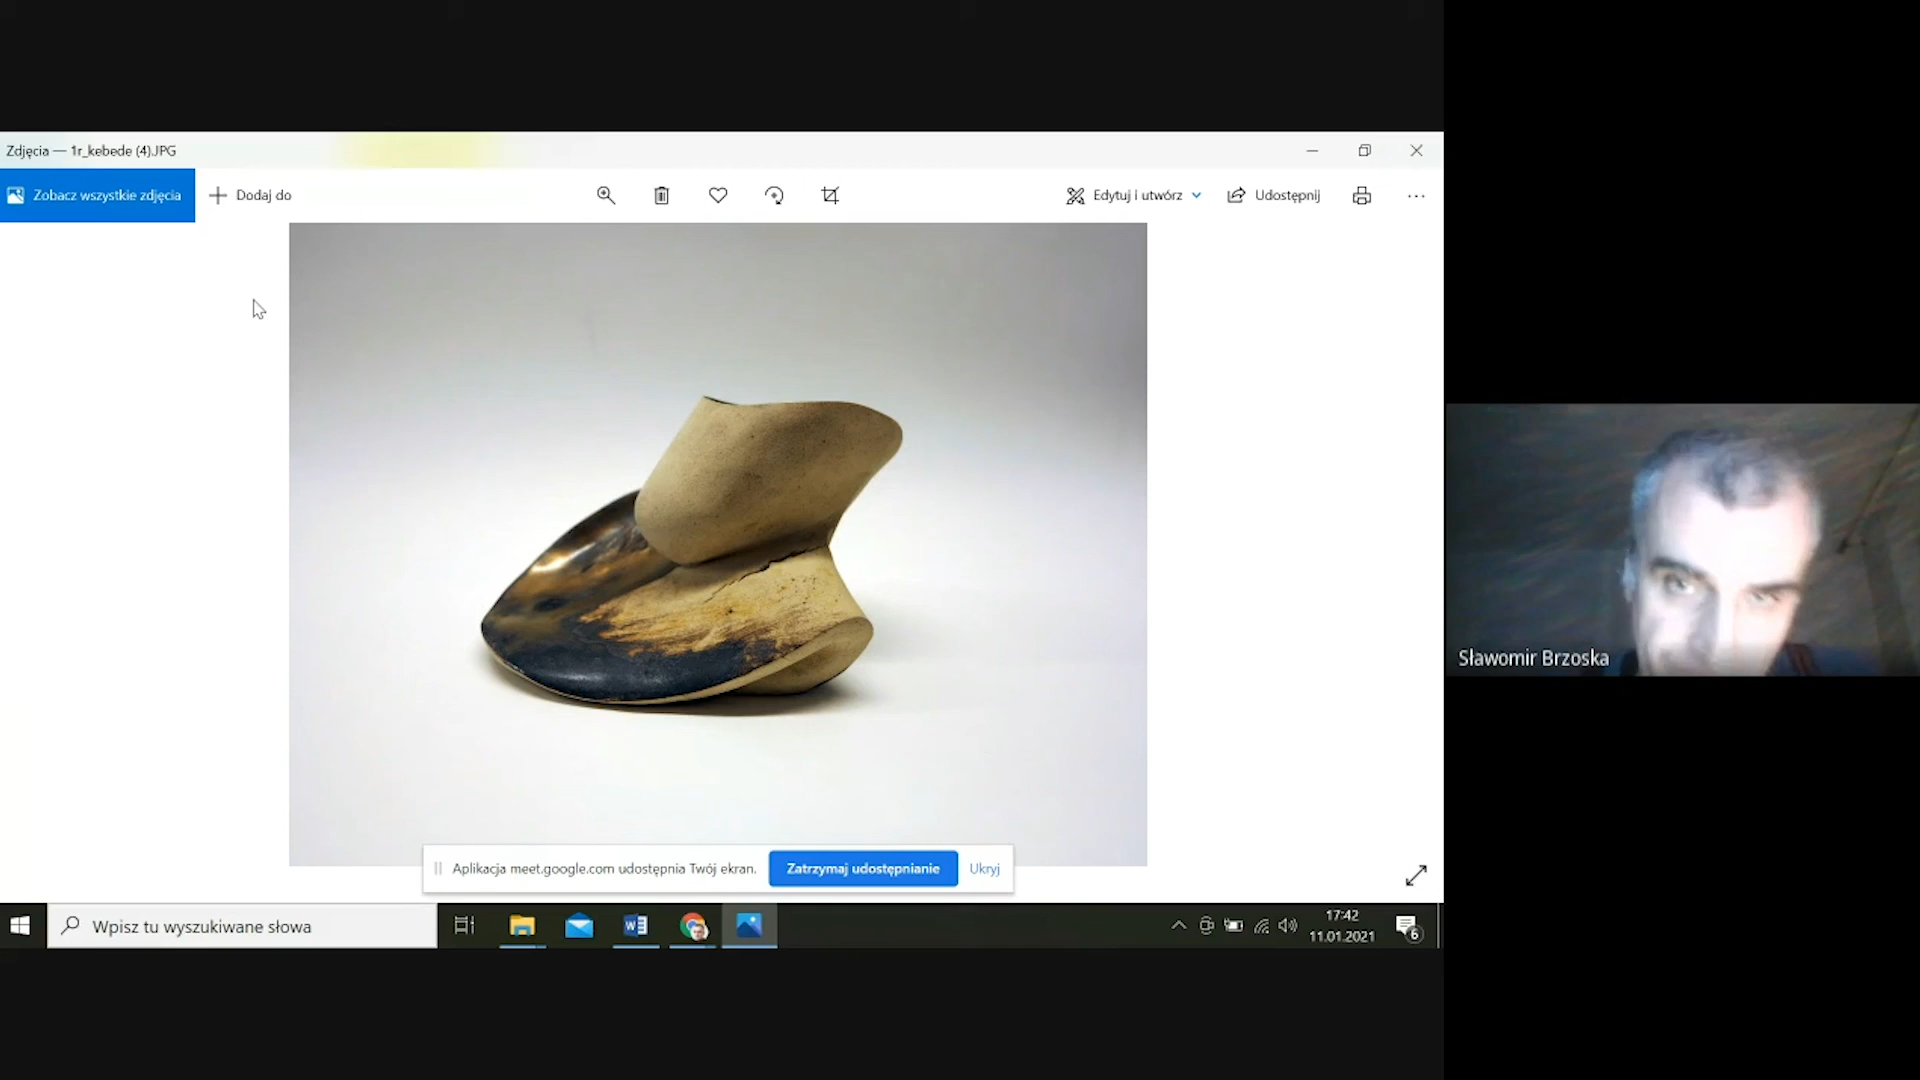 Zdjęcia — 1r_kebede (4).JPG
Zobacz wszystkie zdjęcia
Dodaj do
Edytuj i utwórz
Udostępnij
Sławomir Brzoska
Aplikacja meet.google.com udostępnia Twój ekran.
Zatrzymaj udostępnianie
Ukryj
Wpisz tu wyszukiwane słowa
17:42
11.01.2021
6